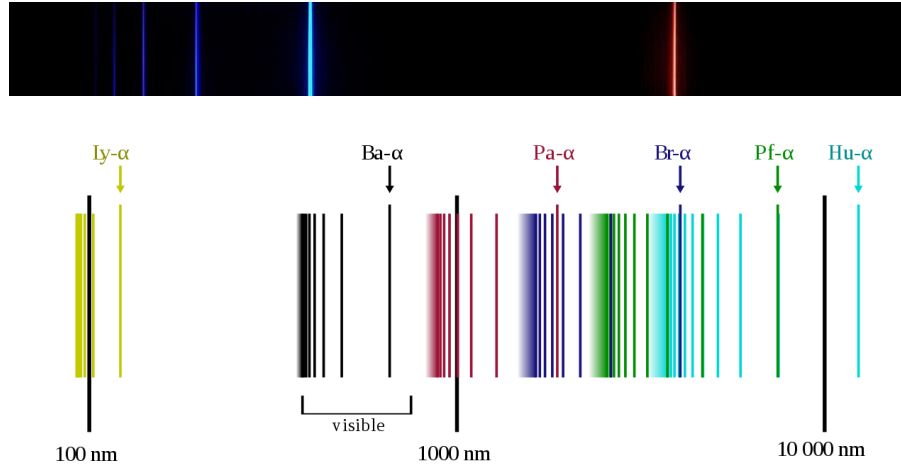 Ly-α
Ba-α
Pa-α
Br-α
Pf-α
Hu-α
visible
100 nm
1000 nm
10 000 nm